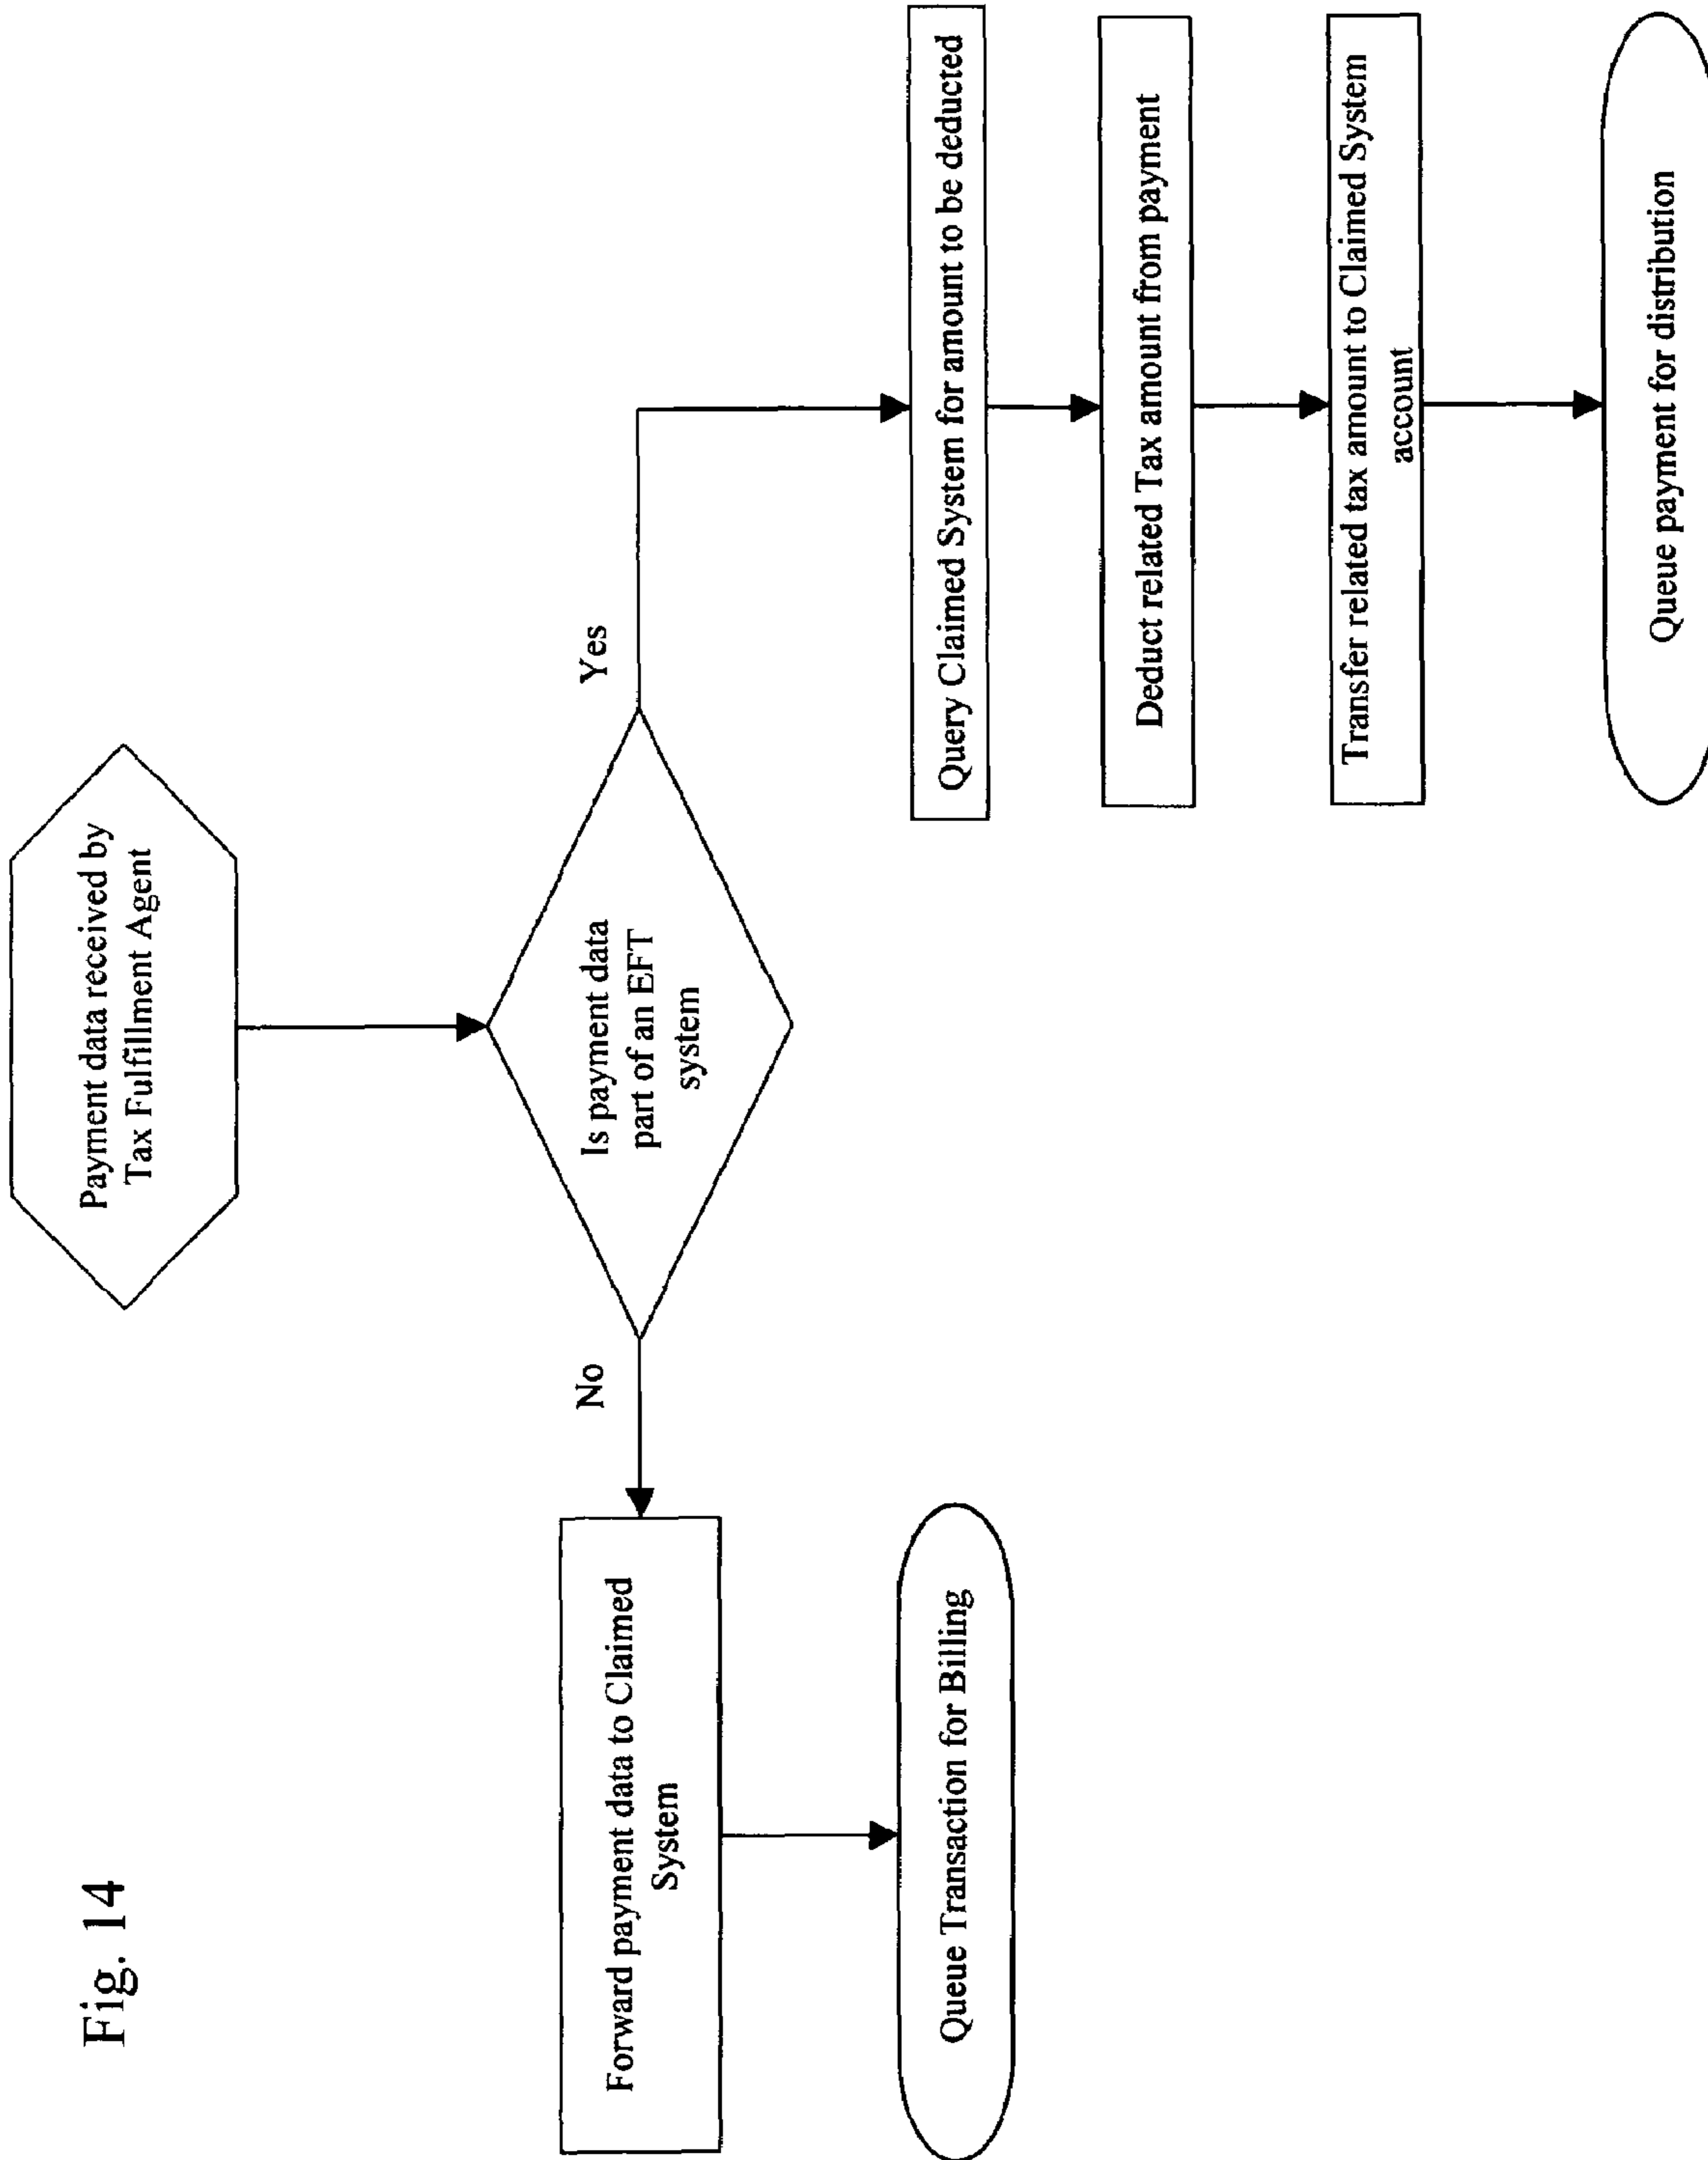 Fig. 14
Payment data received by
Tax Fulfillment Agent
Is payment data
part of an EFT
system
No
Yes
Forward payment data to Claimed
System
Queue Transaction for Billing
Query Claimed System for amount to be deducted
Deduct related Tax amount from payment
Transfer related tax amount to Claimed System
account
Queue payment for distribution